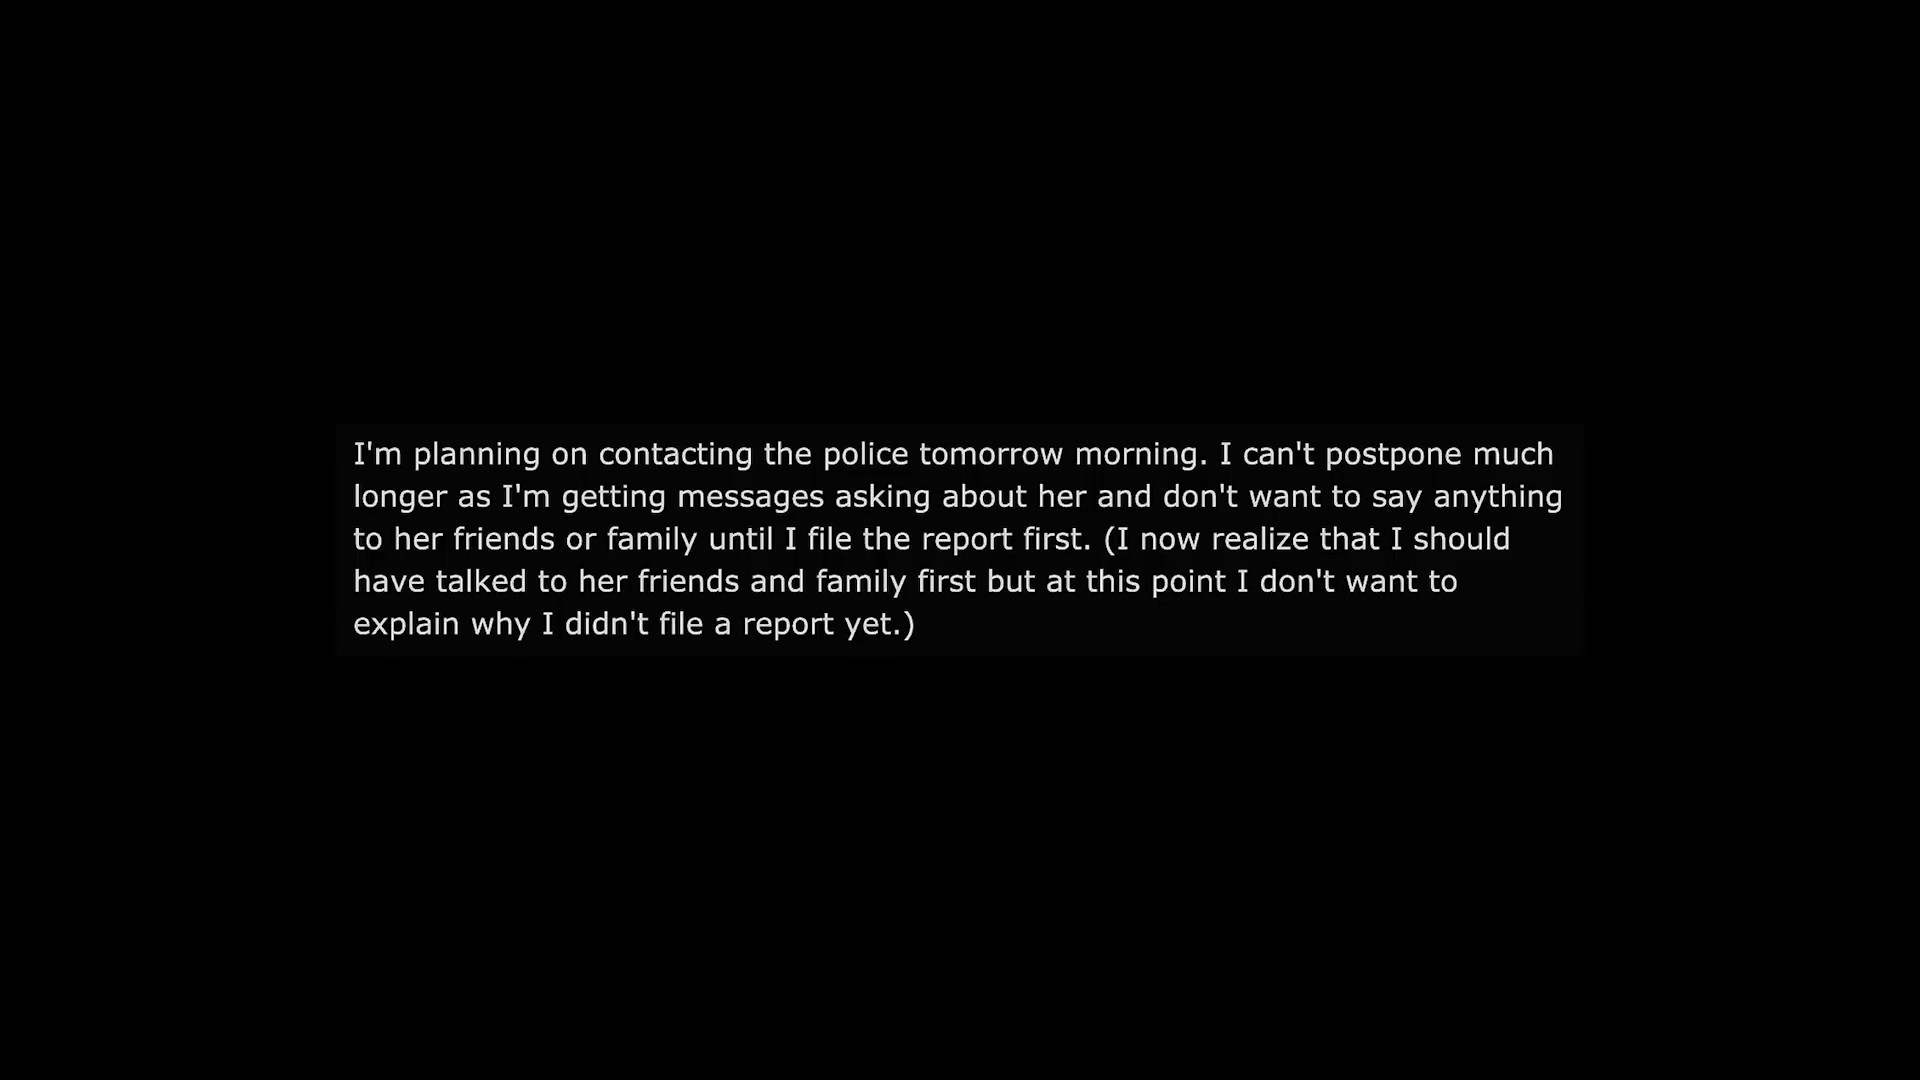 I'm planning on contacting the police tomorrow morning. I can't postpone much
longer as I'm getting messages asking about her and don't want to say anything
to her friends or family until I file the report first. (I now realize that I should
have talked to her friends and family first but at this point I don't want to
explain why I didn't file a report yet.)